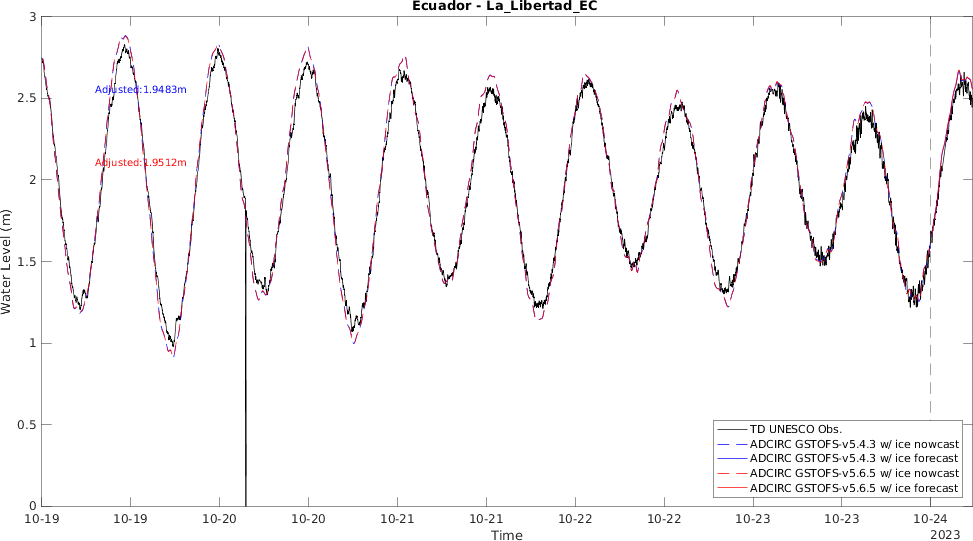 Ecuador - La_Libertad_EC
3
2.5
2
1.5
1
0.5
0
Water Level (m)
Adjusted:1.9483m
Adjusted:1.9512m
TD UNESCO Obs.
ADCIRC GSTOFS-v5.4.3 w/ ice nowcast
ADCIRC GSTOFS-v5.4.3 w/ ice forecast
ADCIRC GSTOFS-v5.6.5 w/ ice nowcast
ADCIRC GSTOFS-v5.6.5 w/ ice forecast
10-19 10-19 10-20 10-20 10-21 10-21 10-22 10-22 10-23 10-23 10-24
2023
Time